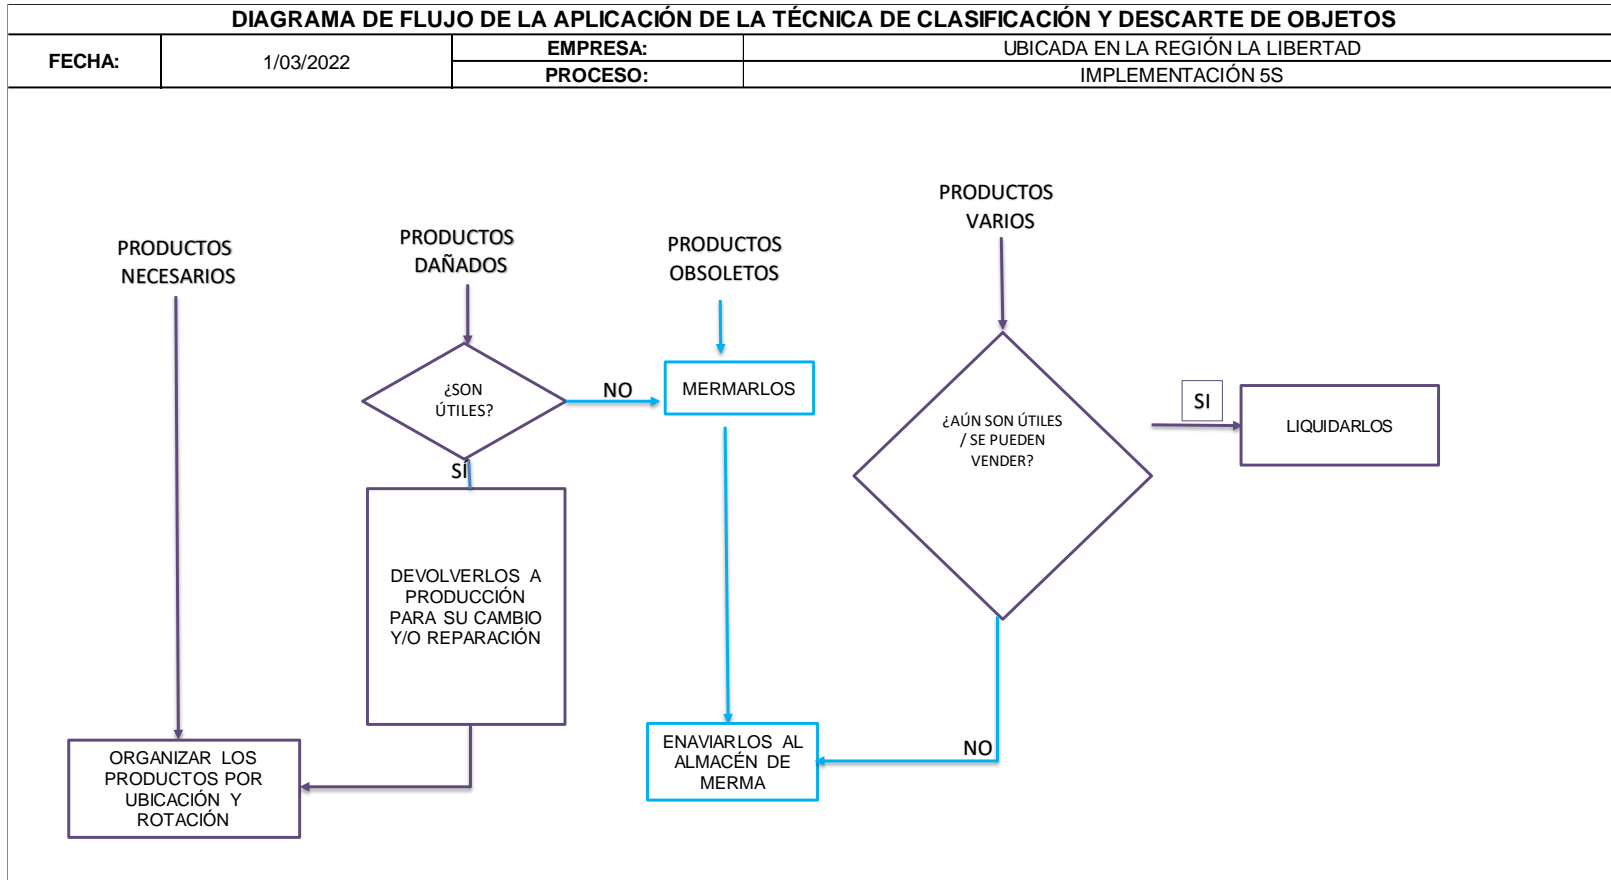 DIAGRAMA DE FLUJO DE LA APLICACIÓN DE LA TÉCNICA DE CLASIFICACIÓN Y DESCARTE DE OBJETOS
FECHA:
1/03/2022
EMPRESA:
UBICADA EN LA REGIÓN LA LIBERTAD
PROCESO:
IMPLEMENTACIÓN 5S
PRODUCTOS
NECESARIOS
PRODUCTOS
DAÑADOS
PRODUCTOS
OBSOLETOS
PRODUCTOS
VARIOS
¿SON
ÚTILES?
NO
MERMARLOS
¿AÚN SON ÚTILES
/ SE PUEDEN
VENDER?
SI
LIQUIDARLOS
SÍ
DEVOLVERLOS A
PRODUCCIÓN
PARA SU CAMBIO
Y/O REPARACIÓN
ORGANIZAR LOS
PRODUCTOS POR
UBICACIÓN Y
ROTACIÓN
ENAVIARLOS AL
ALMACÉN DE
MERMA
NO